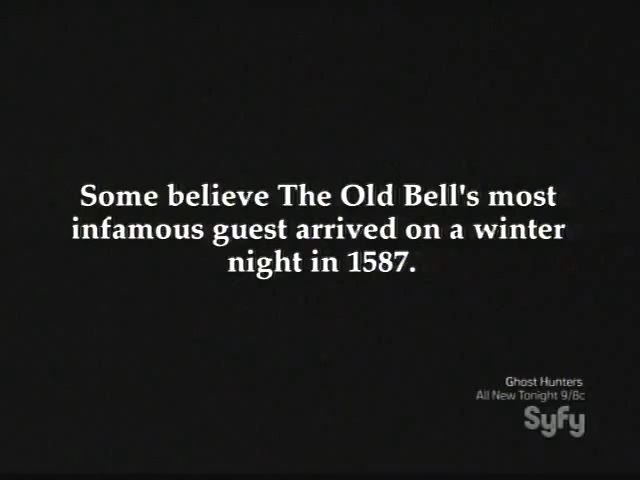 Some believe The Old Bell's most
infamous guest arrived on a winter
night in 1587.
Ghost Hunters
All New Tonight 9/8c
Syfy